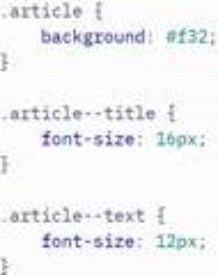 .article {
    background: #f32;
}

.article--title {
    font-size: 16px;
}

.article--text {
    font-size: 12px;
}